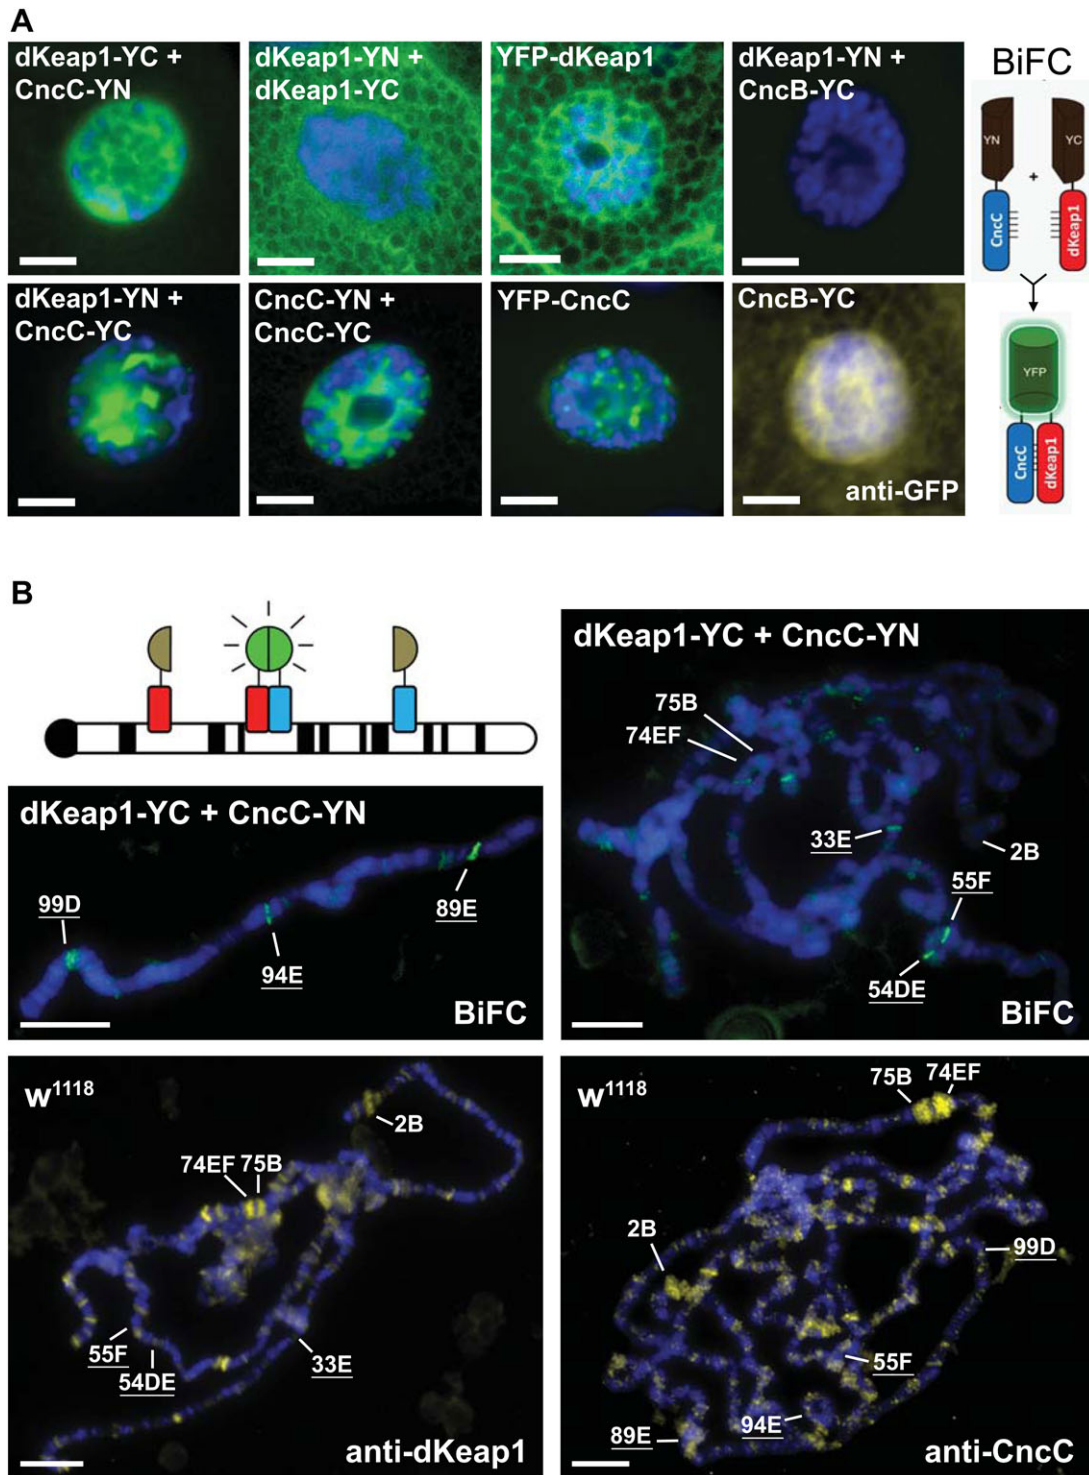 A
dKeap1-YC +
CncC-YN
dKeap1-YN +
dKeap1-YC
YFP-dKeap1
dKeap1-YN +
CncB-YC
BiFC
YN
YC
+
CncC
dKeap1
dKeap1-YN +
CncC-YC
CncC-YN +
CncC-YC
YFP-CncC
CncB-YC
anti-GFP
YFP
CncC
dKeap1
B
dKeap1-YC + CncC-YN
99D
94E
89E
BiFC
dKeap1-YC + CncC-YN
75B
74EF
33E
2B
55F
54DE
BiFC
w1118
2B
74EF 75B
55F
54DE
33E
anti-dKeap1
w1118
75B 74EF
2B
99D
55F
94E
89E
anti-CncC